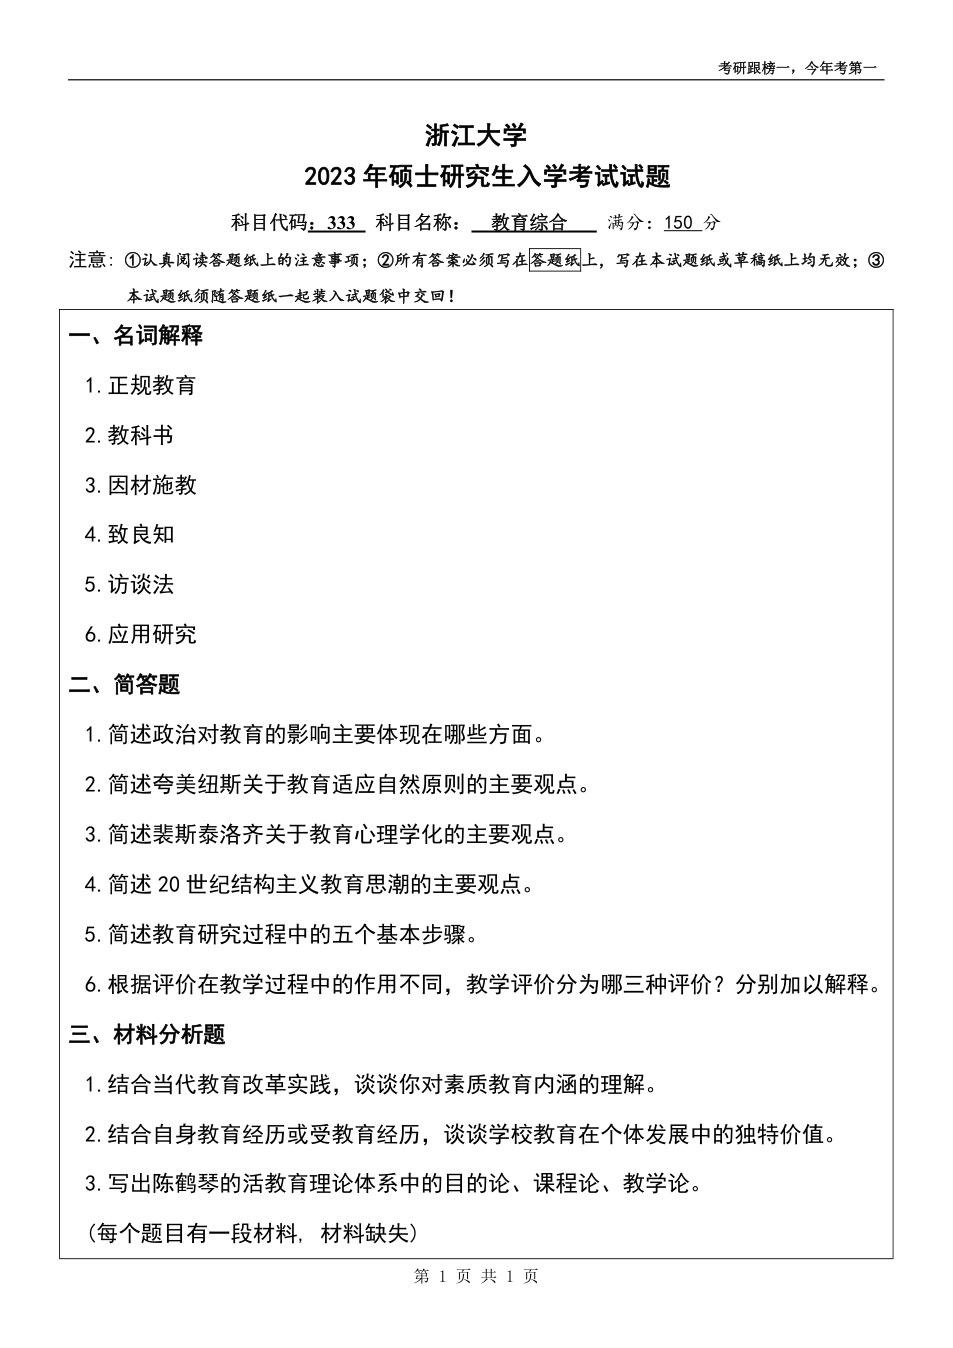 考研跟榜一，今年考第一
浙江大学
2023 年硕士研究生入学考试试题
科目代码：333 科目名称： 教育综合 满分：150 分
注意：①认真阅读答题纸上的注意事项；②所有答案必须写在答题纸上，写在本试题纸或草稿纸上均无效；③
本试题纸须随答题纸一起装入试题袋中交回！
一、名词解释
1.正规教育
2.教科书
3.因材施教
4.致良知
5.访谈法
6.应用研究
二、简答题
1.简述政治对教育的影响主要体现在哪些方面。
2.简述夸美纽斯关于教育适应自然原则的主要观点。
3.简述裴斯泰洛齐关于教育心理学化的主要观点。
4.简述 20 世纪结构主义教育思潮的主要观点。
5.简述教育研究过程中的五个基本步骤。
6.根据评价在教学过程中的作用不同，教学评价分为哪三种评价？分别加以解释。
三、材料分析题
1.结合当代教育改革实践，谈谈你对素质教育内涵的理解。
2.结合自身教育经历或受教育经历，谈谈学校教育在个体发展中的独特价值。
3.写出陈鹤琴的活教育理论体系中的目的论、课程论、教学论。
(每个题目有一段材料, 材料缺失)
第 1 页 共 1 页